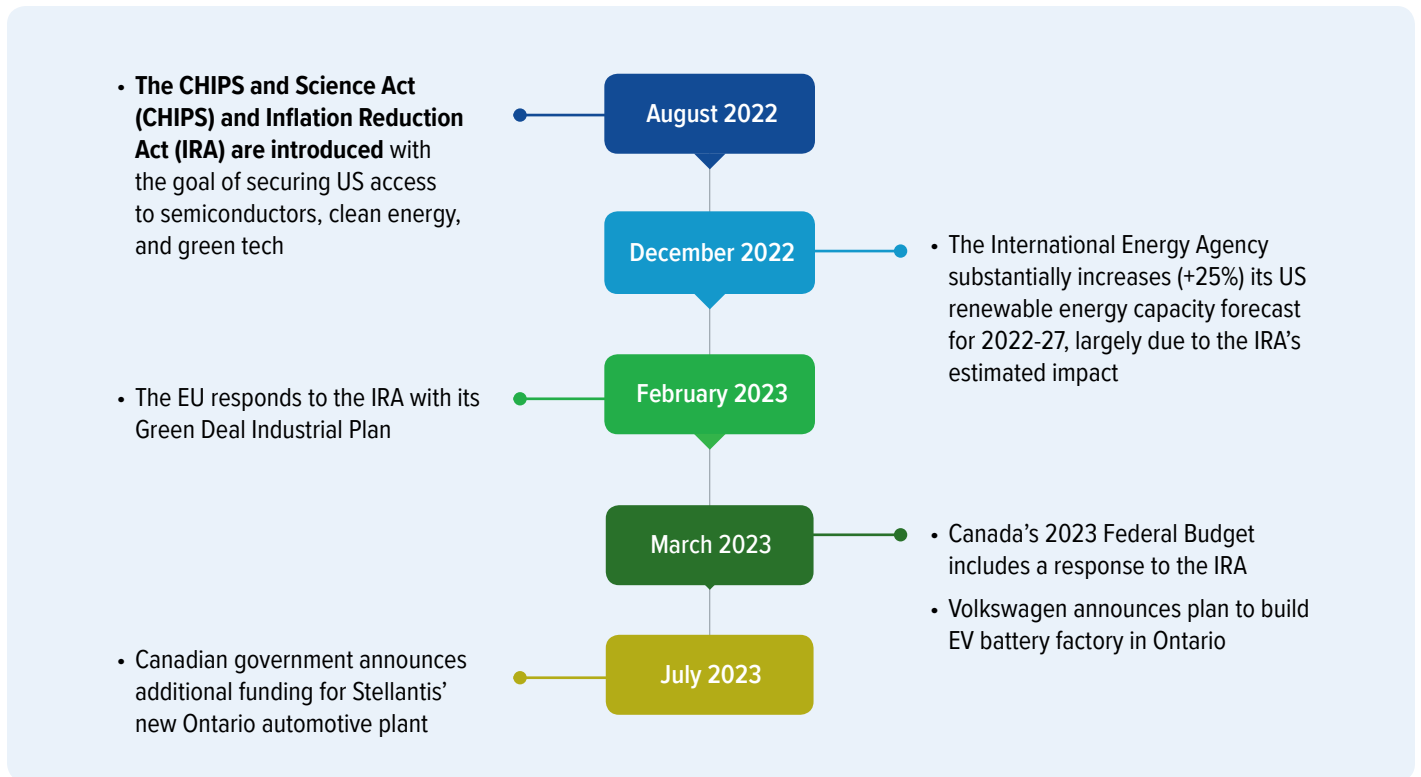 August 2022
• The CHIPS and Science Act
(CHIPS) and Inflation Reduction
Act (IRA) are introduced with
the goal of securing US access
to semiconductors, clean energy,
and green tech
December 2022
• The International Energy Agency
substantially increases (+25%) its US
renewable energy capacity forecast
for 2022-27, largely due to the IRA’s
estimated impact
February 2023
• The EU responds to the IRA with its
Green Deal Industrial Plan
March 2023
• Canada’s 2023 Federal Budget
includes a response to the IRA
• Volkswagen announces plan to build
EV battery factory in Ontario
July 2023
• Canadian government announces
additional funding for Stellantis’
new Ontario automotive plant